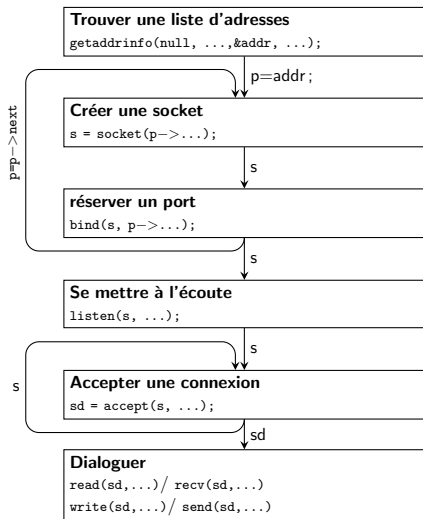 Trouver une liste d'adresses
getaddrinfo(null, ...,&addr, ...);
p=addr;
Créer une socket
s = socket(p->...);
p=p->next
s
réserver un port
bind(s, p->...);
s
Se mettre à l'écoute
listen(s, ...);
s
Accepter une connexion
sd = accept(s, ...);
s
sd
Dialoguer
read(sd,...)/ recv(sd,...)
write(sd,...)/ send(sd,...)